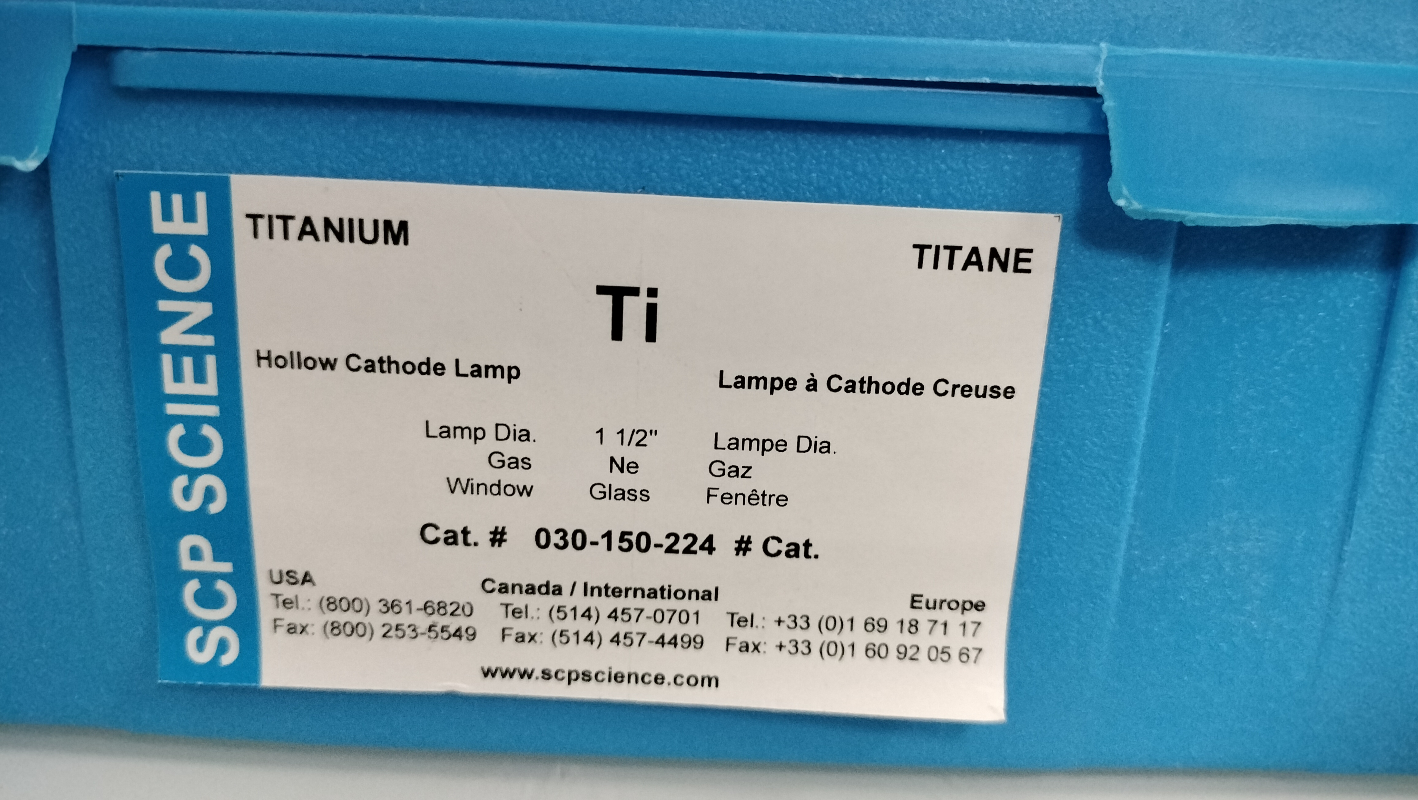 SCP SCIENCE
TITANIUM
TITANE
Ti
Hollow Cathode Lamp
Lampe à Cathode Creuse
Lamp Dia. 1 1/2" Lampe Dia.
Gas Ne Gaz
Window Glass Fenêtre
Cat. # 030-150-224 # Cat.
USA
Tel.: (800) 361-6820
Fax: (800) 253-5549
Canada / International
Tel.: (514) 457-0701
Fax: (514) 457-4499
Europe
Tel.: +33 (0)1 69 18 71 17
Fax: +33 (0)1 60 92 05 67
www.scpscience.com